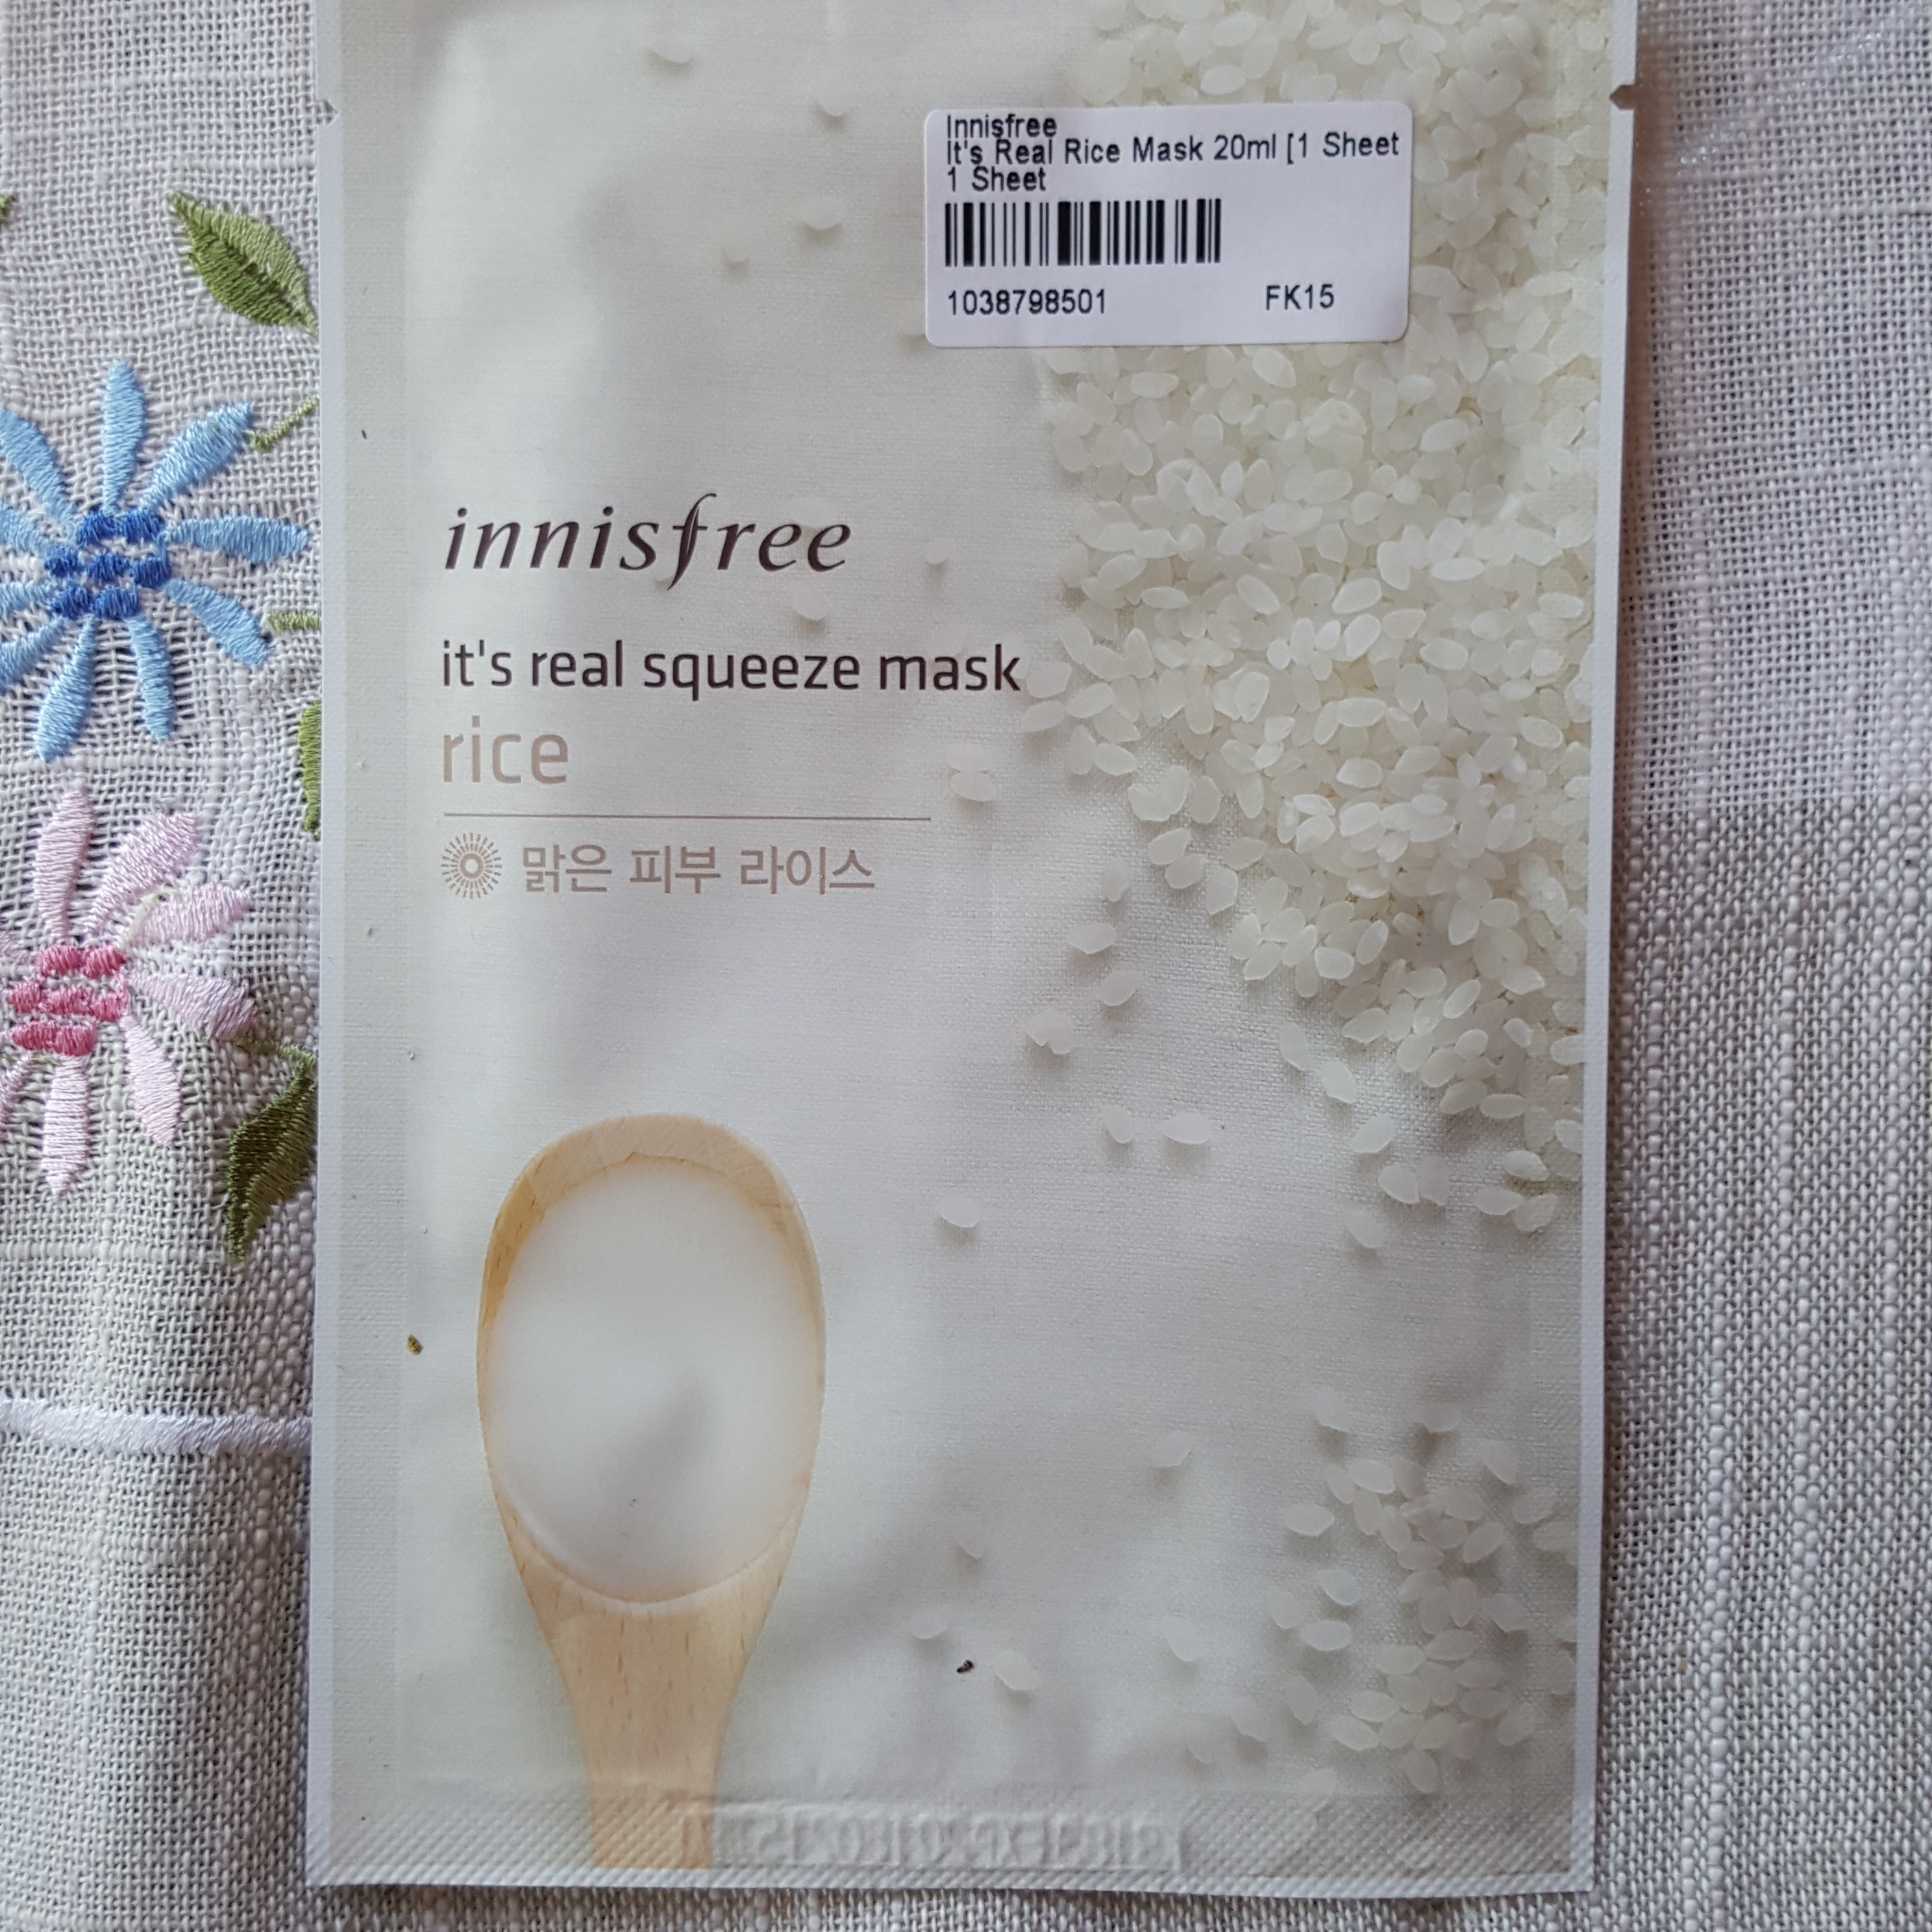 Innisfree
It's Real Rice Mask 20ml [1 Sheet
1 Sheet
1038798501 FK15
innisfree
it's real squeeze mask
rice
맑은 피부 라이스